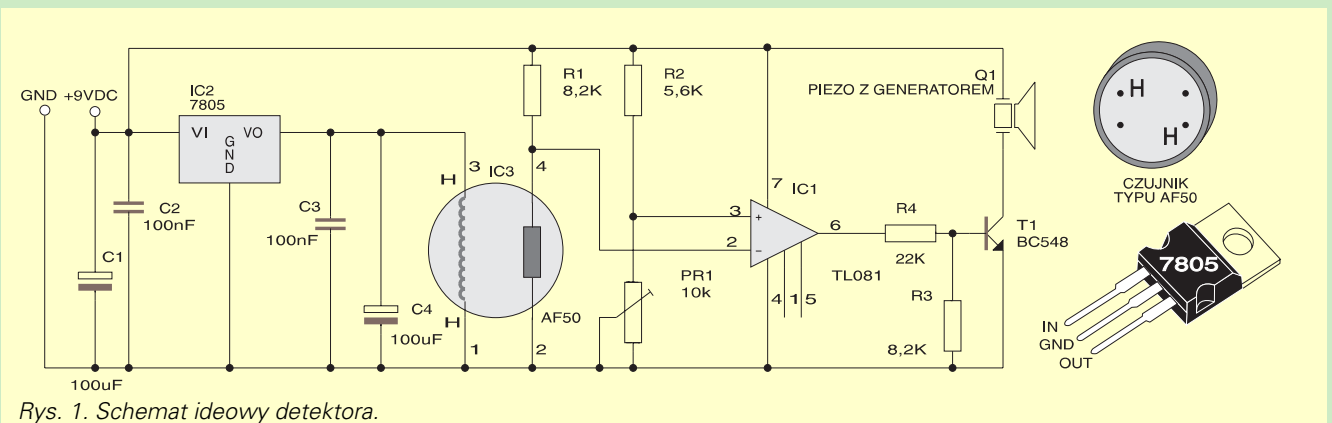 GND +9VDC
IC2
7805
VI
VO
GND
C1
100uF
C2
100nF
C3
100nF
C4
100uF
H
3
IC3
4
H
1
2
AF50
R1
8,2K
R2
5,6K
PR1
10k
3
+
2
-
7
IC1
6
4 1 5
TL081
R4
22K
R3
8,2K
Q1
PIEZO Z GENERATOREM
T1
BC548
H
H
CZUJNIK
TYPU AF50
7805
IN
GND
OUT
Rys. 1. Schemat ideowy detektora.